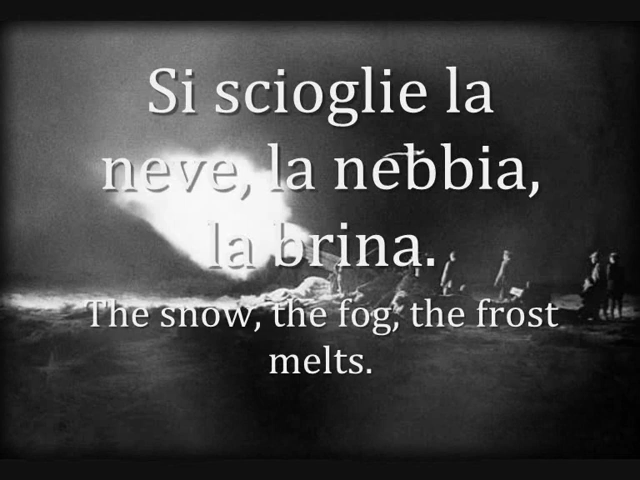 Si scioglie la
neve, la nebbia,
la brina.
The snow, the fog, the frost
melts.